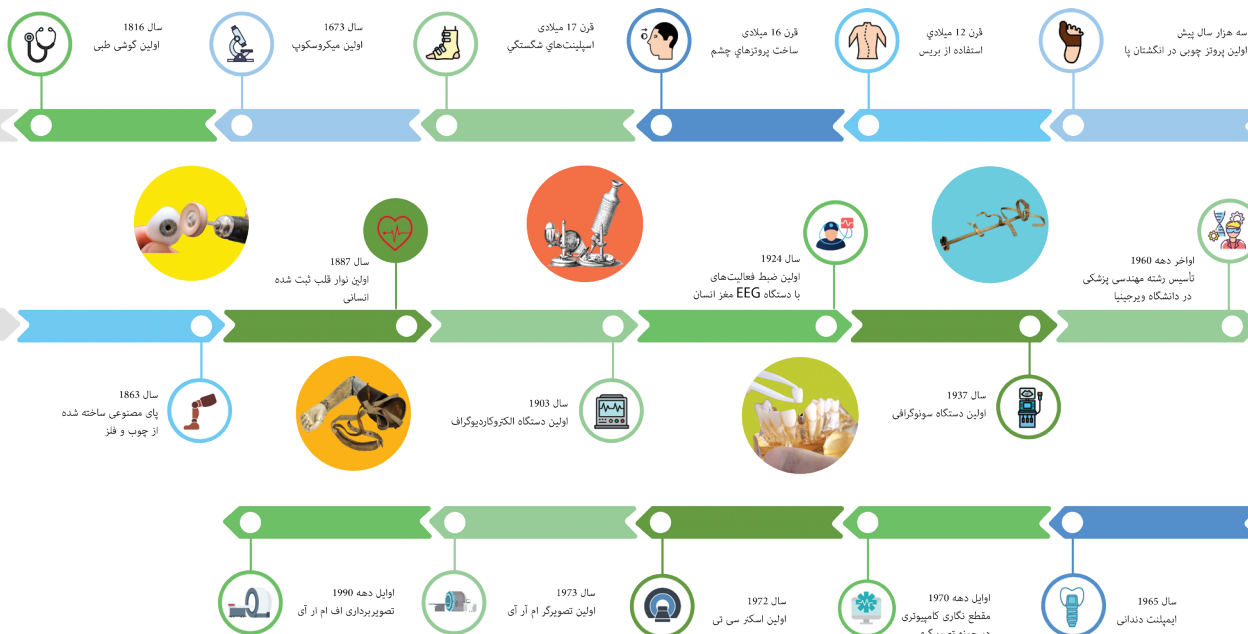 سه هزار سال پیش
اولین پروتز چوبی در انگشتان پا
قرن 12 میلادي
استفاده از بریس
قرن 16 میلادی
ساخت پروتزهاي چشم
قرن 17 میلادی
اسپلینت‌هاي شگستگي
سال 1673
اولین میکروسکوپ
سال 1816
اولین گوشی طبی
سال 1863
پای مصنوعی ساخته شده
از چوب و فلز
سال 1887
اولین نوار قلب ثبت شده
انسانی
سال 1903
اولین دستگاه الکتروکاردیوگراف
سال 1924
اولین ضبط فعالیت‌های
مغز انسان EEG با دستگاه
سال 1937
اولین دستگاه سونوگرافی
اواخر دهه 1960
تأسیس رشته مهندسی پزشکی
در دانشگاه ویرجینیا
سال 1965
ایمپلنت دندانی
اوایل دهه 1970
مقطع نگاری کامپیوتری
سال 1972
اولین اسکنر سی تی
سال 1973
اولین تصویرگر ام آر آی
اوایل دهه 1990
تصویربرداری اف ام ار آی